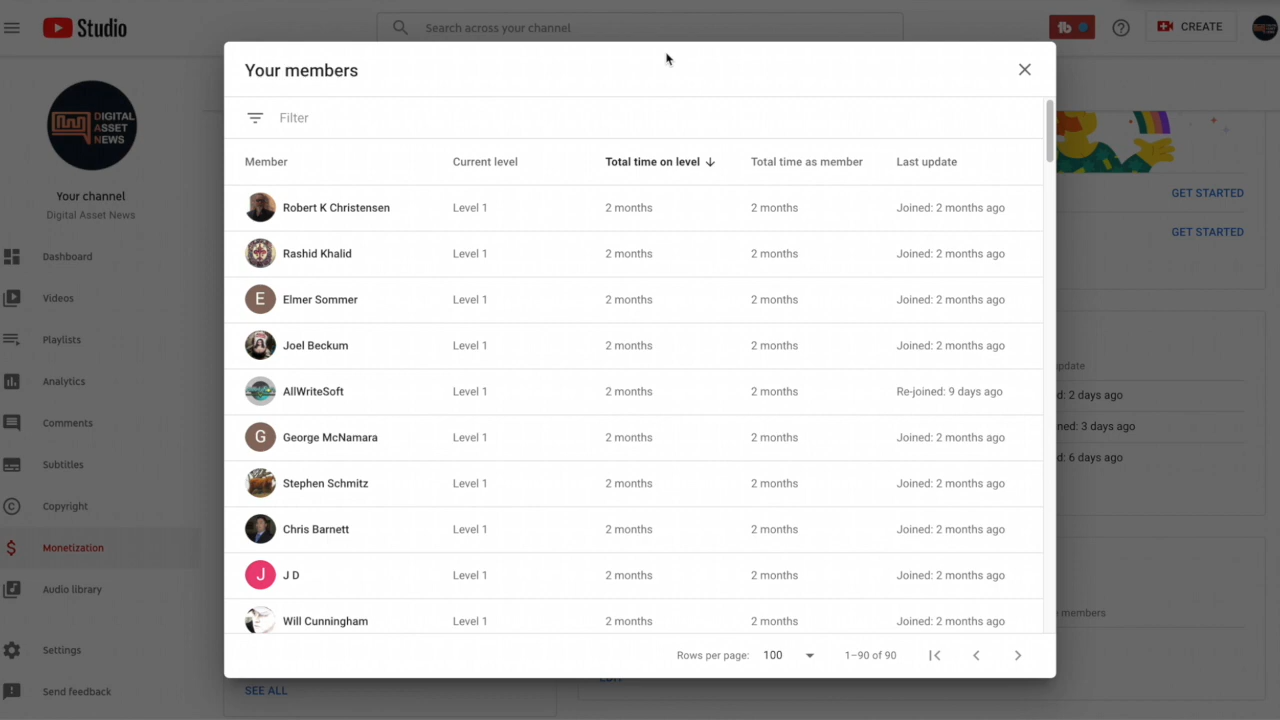 Studio
Search across your channel
tb
CREATE
Your members
Filter
Member Current level Total time on level Total time as member Last update
Robert K Christensen Level 1 2 months 2 months Joined: 2 months ago
Rashid Khalid Level 1 2 months 2 months Joined: 2 months ago
E Elmer Sommer Level 1 2 months 2 months Joined: 2 months ago
Joel Beckum Level 1 2 months 2 months Joined: 2 months ago
AllWriteSoft Level 1 2 months 2 months Re-joined: 9 days ago
G George McNamara Level 1 2 months 2 months Joined: 2 months ago
Stephen Schmitz Level 1 2 months 2 months Joined: 2 months ago
Chris Barnett Level 1 2 months 2 months Joined: 2 months ago
J J D Level 1 2 months 2 months Joined: 2 months ago
Will Cunningham Level 1 2 months 2 months Joined: 2 months ago
Rows per page: 100 1–90 of 90
DIGITAL
ASSET
NEWS
Your channel
Digital Asset News
Dashboard
Videos
Playlists
Analytics
Comments
Subtitles
Copyright
Monetization
Audio library
Settings
Send feedback
SEE ALL
GET STARTED
GET STARTED
pdate
d: 2 days ago
ned: 3 days ago
d: 6 days ago
members
EDIT